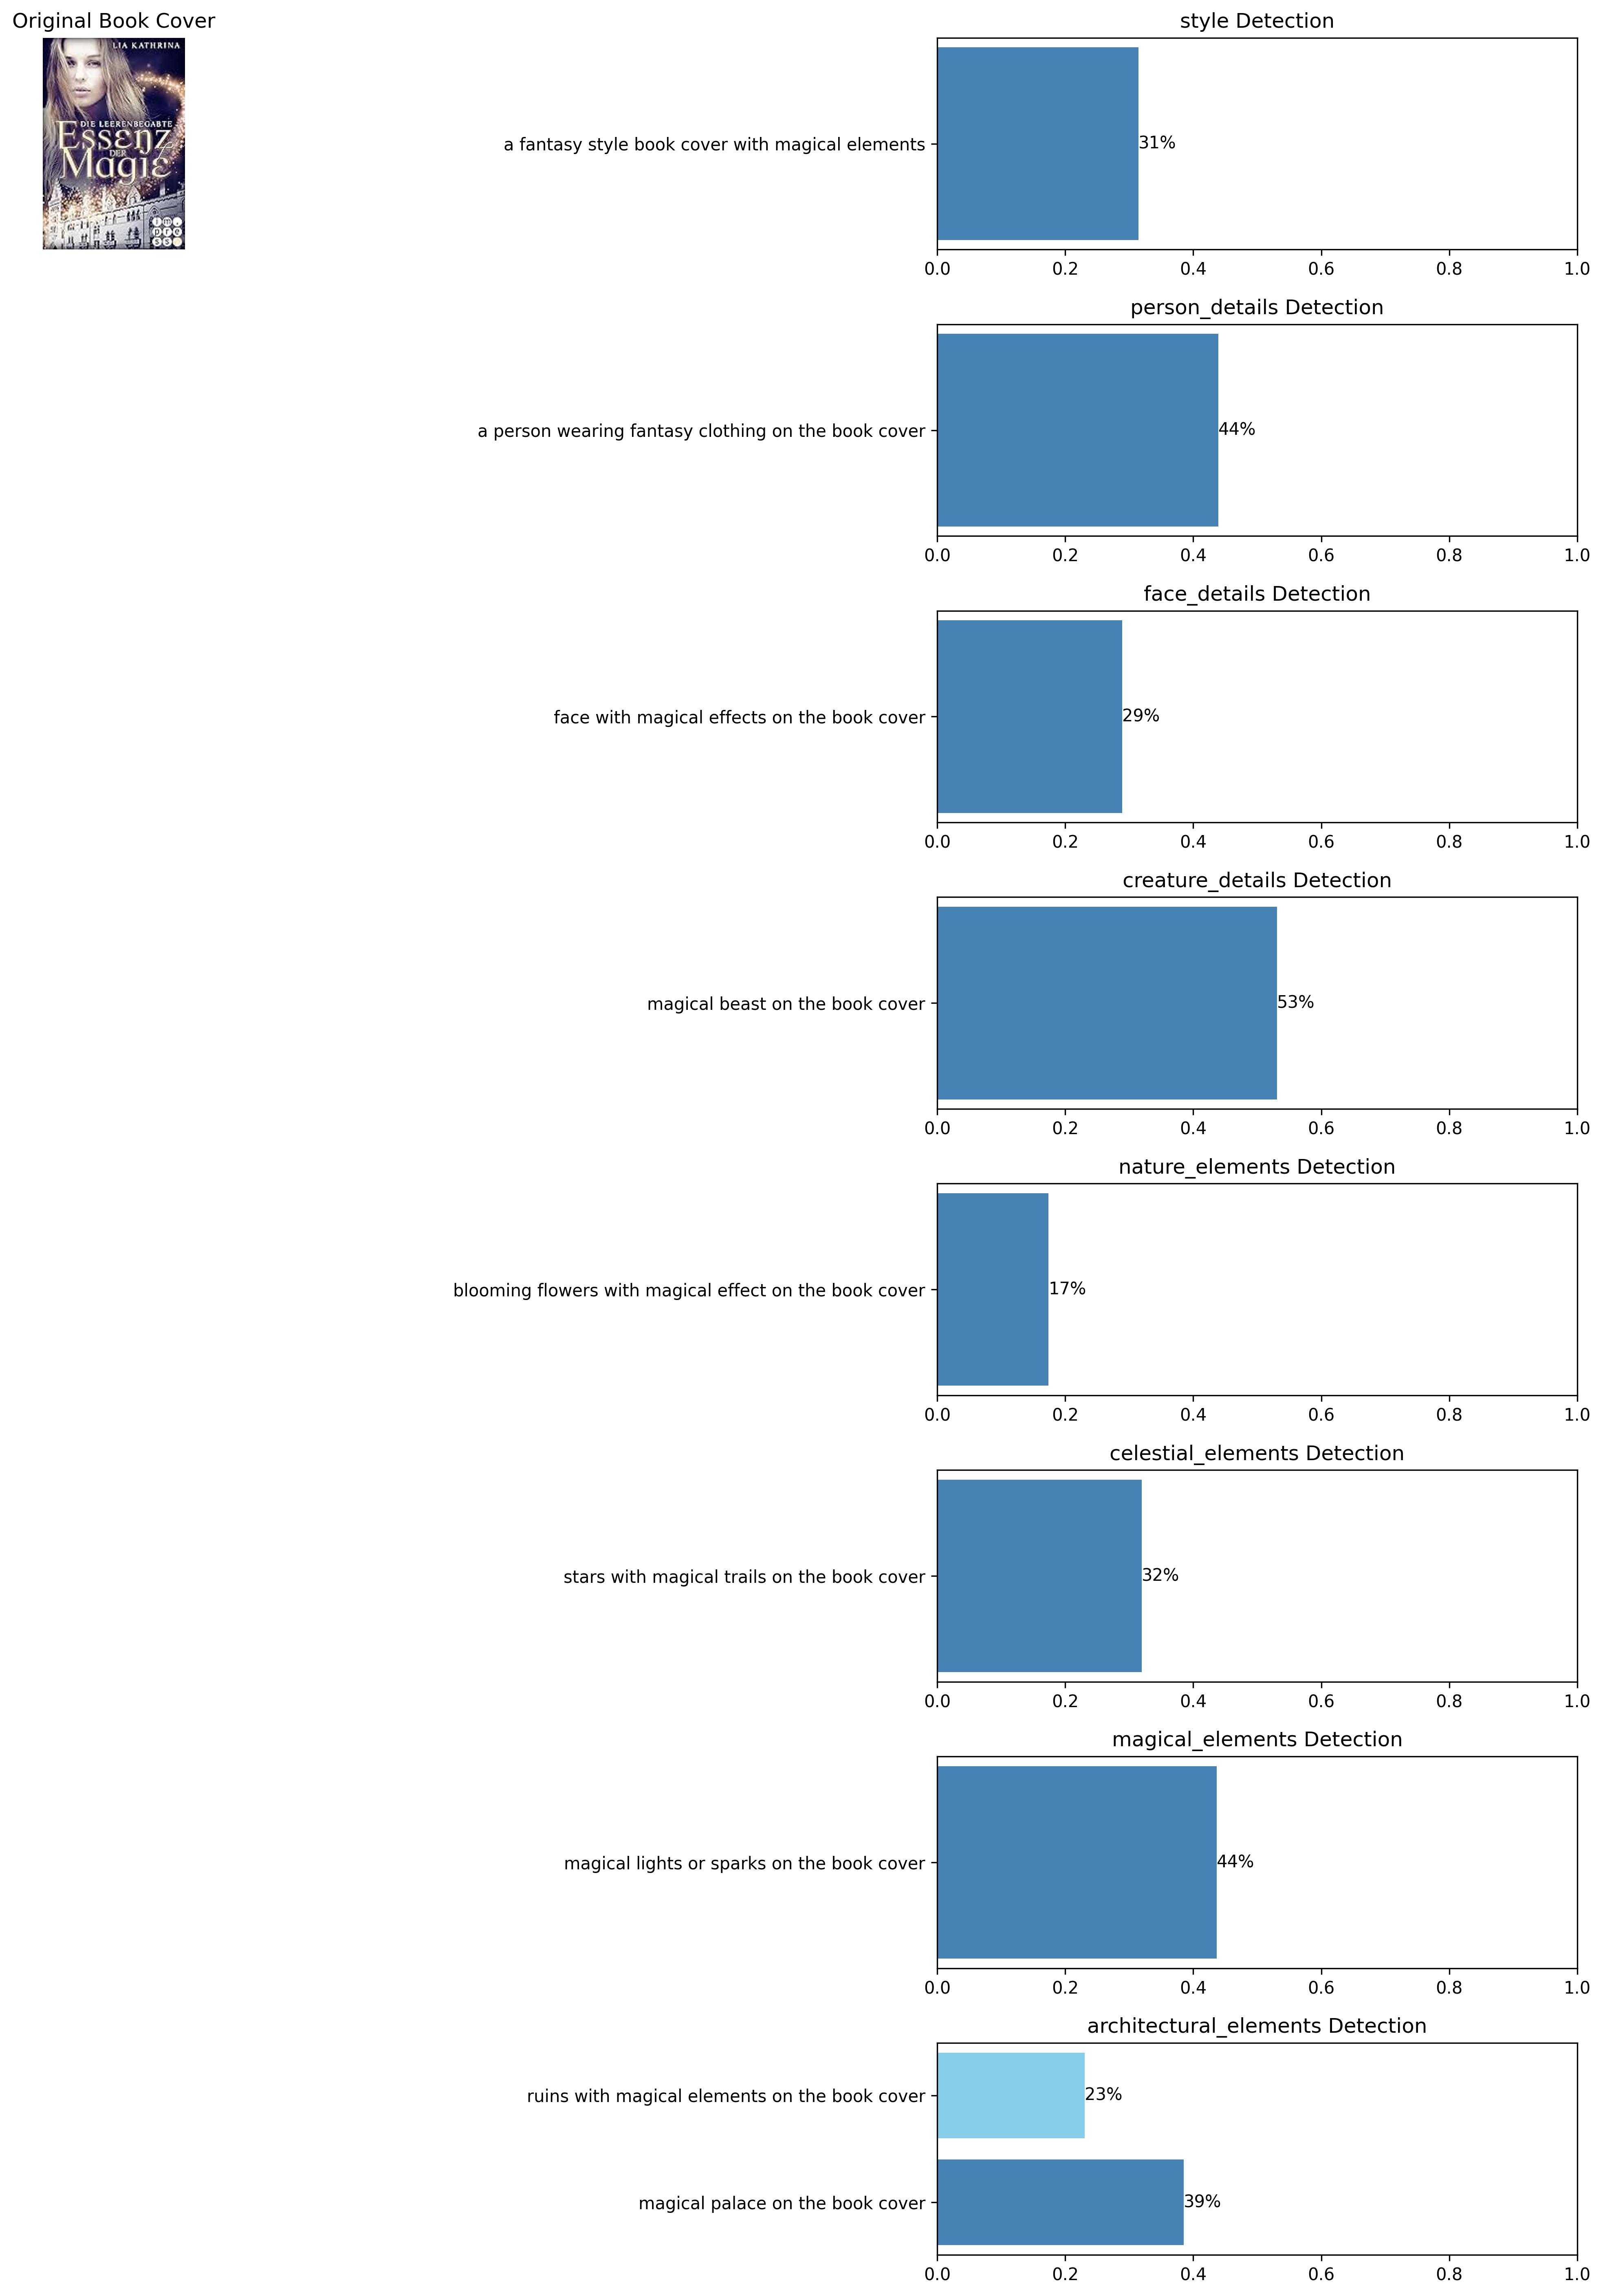 Original Book Cover
LIA KATHRINA
DIE LEERENBEGABTE
Essenz
DER
Magie
im.
pre
ss
style Detection
a fantasy style book cover with magical elements
31%
0.0 0.2 0.4 0.6 0.8 1.0
person_details Detection
a person wearing fantasy clothing on the book cover
44%
0.0 0.2 0.4 0.6 0.8 1.0
face_details Detection
face with magical effects on the book cover
29%
0.0 0.2 0.4 0.6 0.8 1.0
creature_details Detection
magical beast on the book cover
53%
0.0 0.2 0.4 0.6 0.8 1.0
nature_elements Detection
blooming flowers with magical effect on the book cover
17%
0.0 0.2 0.4 0.6 0.8 1.0
celestial_elements Detection
stars with magical trails on the book cover
32%
0.0 0.2 0.4 0.6 0.8 1.0
magical_elements Detection
magical lights or sparks on the book cover
44%
0.0 0.2 0.4 0.6 0.8 1.0
architectural_elements Detection
ruins with magical elements on the book cover
23%
magical palace on the book cover
39%
0.0 0.2 0.4 0.6 0.8 1.0